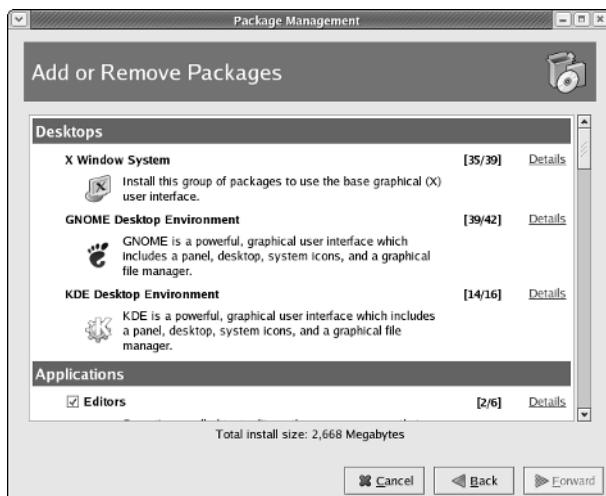 Package Management
Add or Remove Packages
Desktops
X Window System [35/39] Details
Install this group of packages to use the base graphical (X)
user interface.
GNOME Desktop Environment [39/42] Details
GNOME is a powerful, graphical user interface which
includes a panel, desktop, system icons, and a graphical
file manager.
KDE Desktop Environment [14/16] Details
KDE is a powerful, graphical user interface which includes
a panel, desktop, system icons, and a graphical file
manager.
Applications
Editors [2/6] Details
Total install size: 2,668 Megabytes
Cancel Back Forward